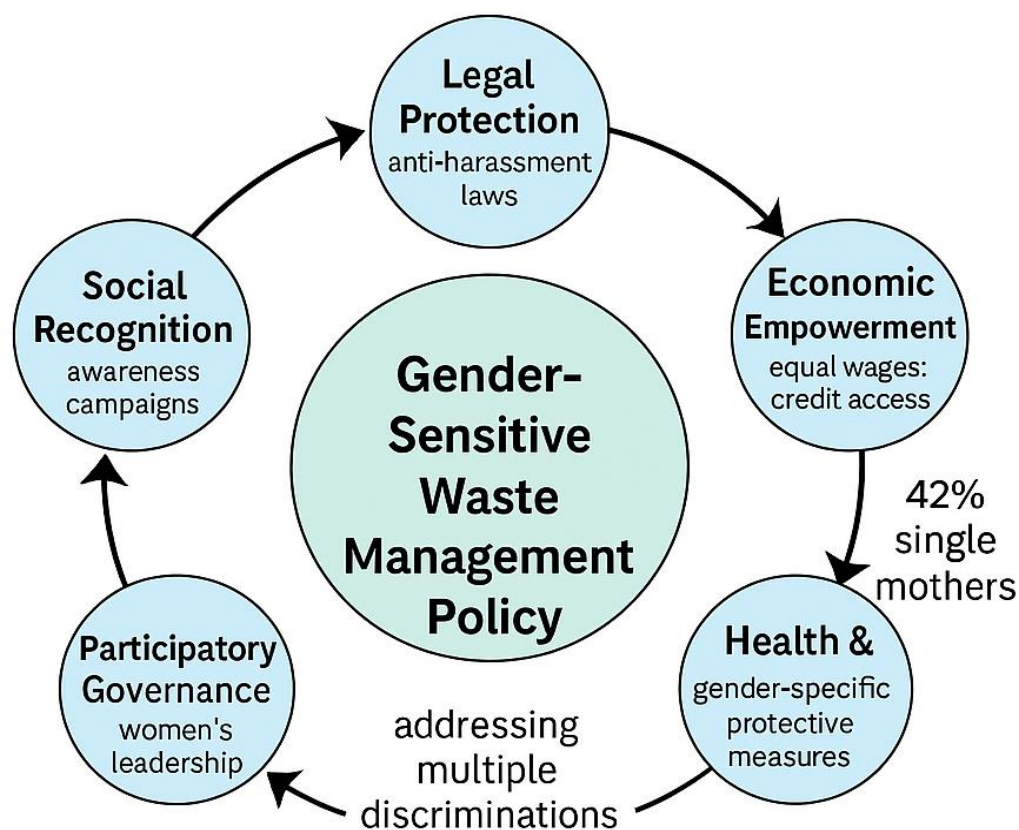 Legal
Protection
anti-harassment
laws
Economic
Empowerment
equal wages:
credit access
42%
single
mothers
Health &
gender-specific
protective
measures
addressing
multiple
discriminations
Participatory
Governance
women's
leadership
Social
Recognition
awareness
campaigns
Gender-
Sensitive
Waste
Management
Policy